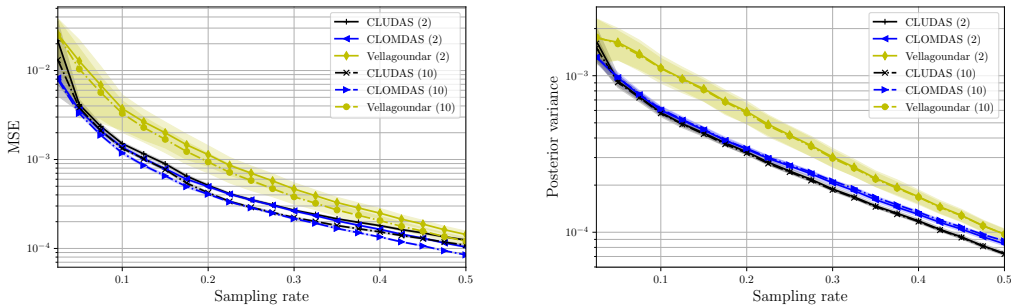 MSE
10⁻²
10⁻³
10⁻⁴
0.1 0.2 0.3 0.4 0.5
Sampling rate
CLUDAS (2)
CLOMDAS (2)
Vellagoundar (2)
CLUDAS (10)
CLOMDAS (10)
Vellagoundar (10)
Posterior variance
10⁻³
10⁻⁴
0.1 0.2 0.3 0.4 0.5
Sampling rate
CLUDAS (2)
CLOMDAS (2)
Vellagoundar (2)
CLUDAS (10)
CLOMDAS (10)
Vellagoundar (10)